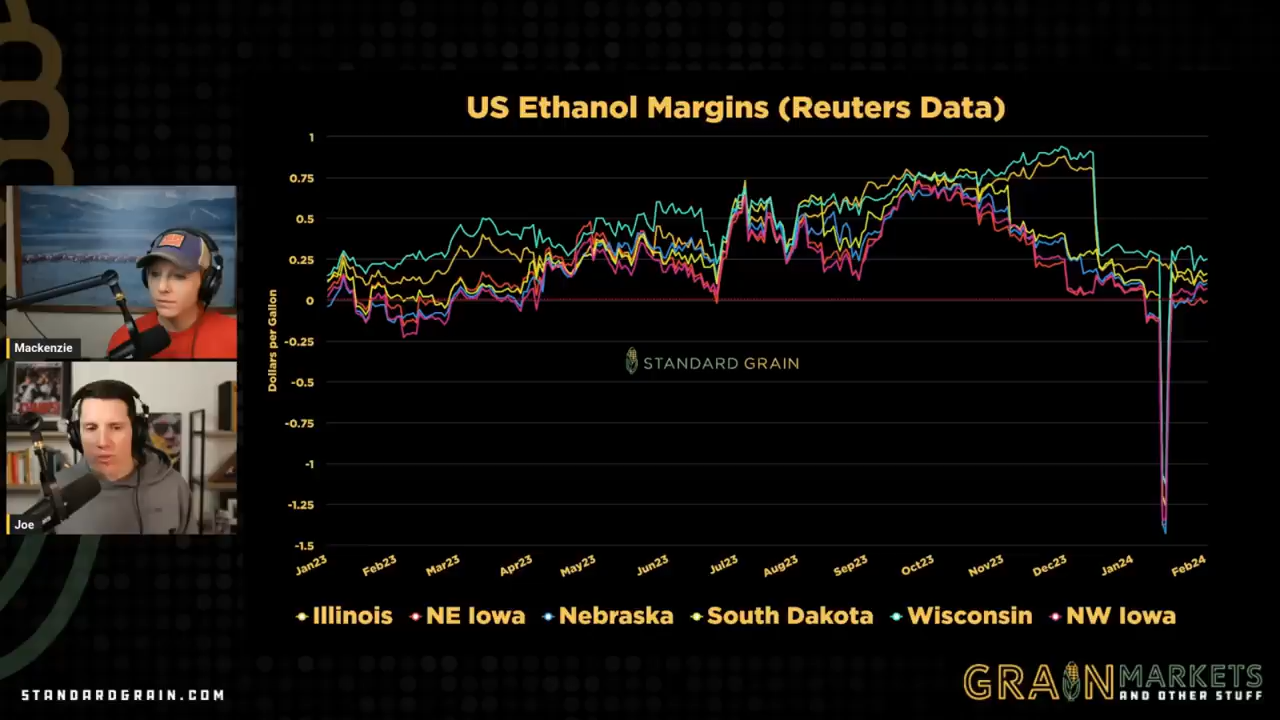 US Ethanol Margins (Reuters Data)
Dollars per Gallon
1
0.75
0.5
0.25
0
-0.25
-0.5
-0.75
-1
-1.25
-1.5
Jan23
Feb23
Mar23
Apr23
May23
Jun23
Jul23
Aug23
Sep23
Oct23
Nov23
Dec23
Jan24
Feb24
STANDARD GRAIN
Illinois NE Iowa Nebraska South Dakota Wisconsin NW Iowa
Mackenzie
Joe
STANDARDGRAIN.COM
GRAIN MARKETS
AND OTHER STUFF